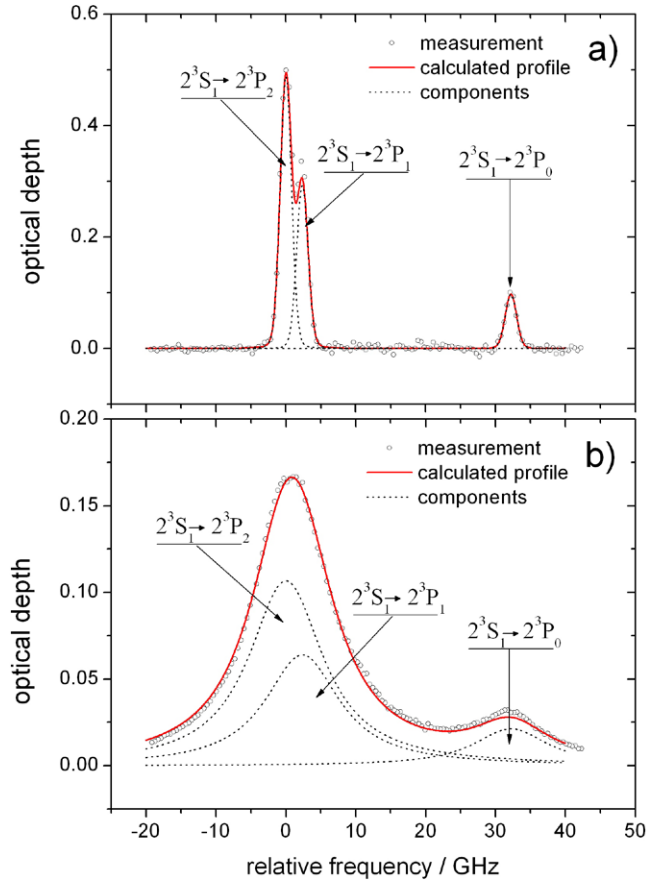 0.6
measurement
a)
calculated profile
2³S₁→2³P₂
components
0.4
2³S₁→2³P₁
2³S₁→2³P₀
optical depth
0.2
0.0
0.20
measurement
b)
calculated profile
components
0.15
2³S₁→2³P₂
0.10
2³S₁→2³P₁
2³S₁→2³P₀
optical depth
0.05
0.00
-20 -10 0 10 20 30 40 50
relative frequency / GHz